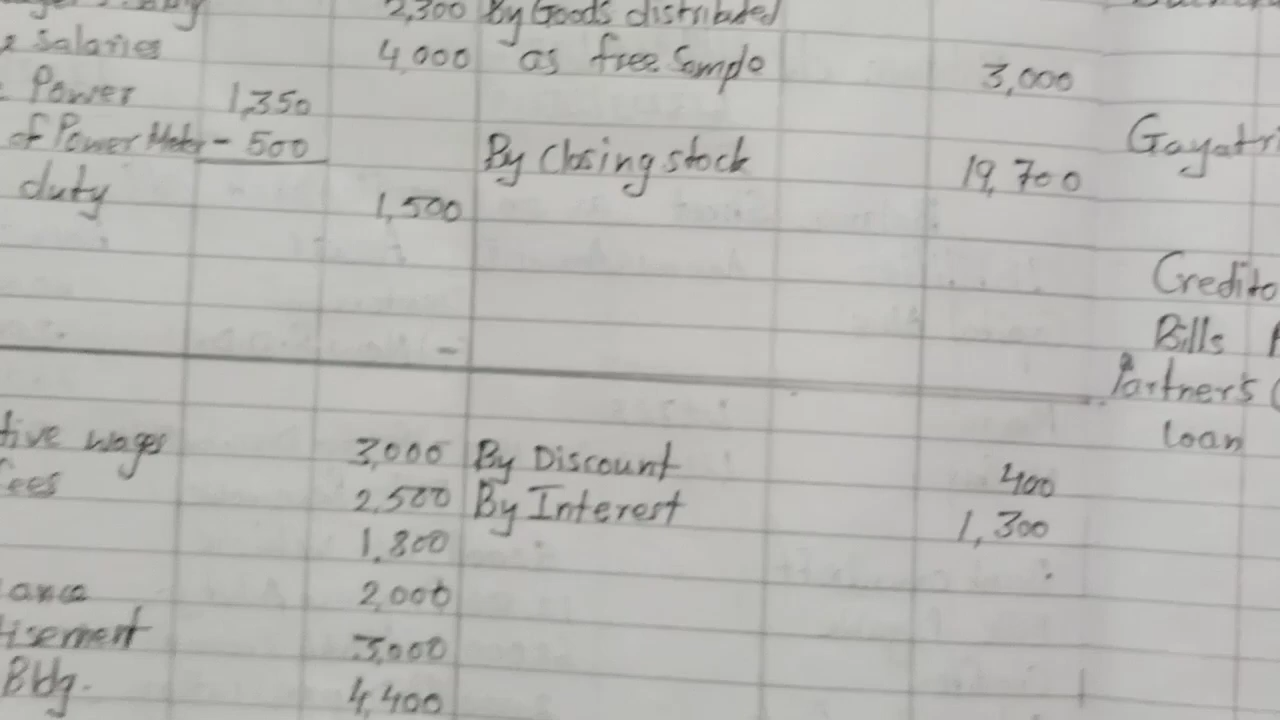 2,300 By Goods distributed
Salaries 4,000 as free Sample 3,000
Power 1,350
of Power Meter - 500 By Closing stock 19,700 Gayatri
duty 1,500
Credito
Bills
Partner's
loan
tive wages 3,000 By Discount 400
fees 2,500 By Interest 1,300
1,800
ance 2,000
tisement 3,000
Bldg. 4,400